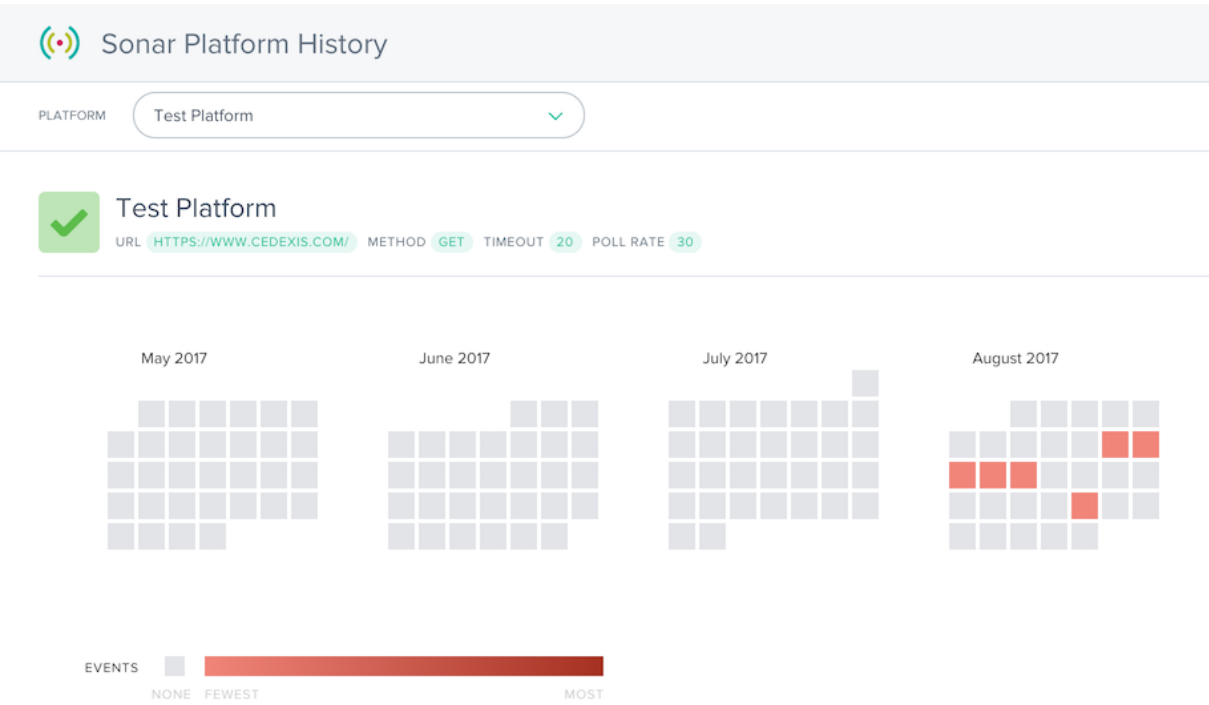 Sonar Platform History
PLATFORM Test Platform
Test Platform
URL HTTPS://WWW.CEDEXIS.COM/ METHOD GET TIMEOUT 20 POLL RATE 30
May 2017 June 2017 July 2017 August 2017
EVENTS
NONE FEWEST MOST